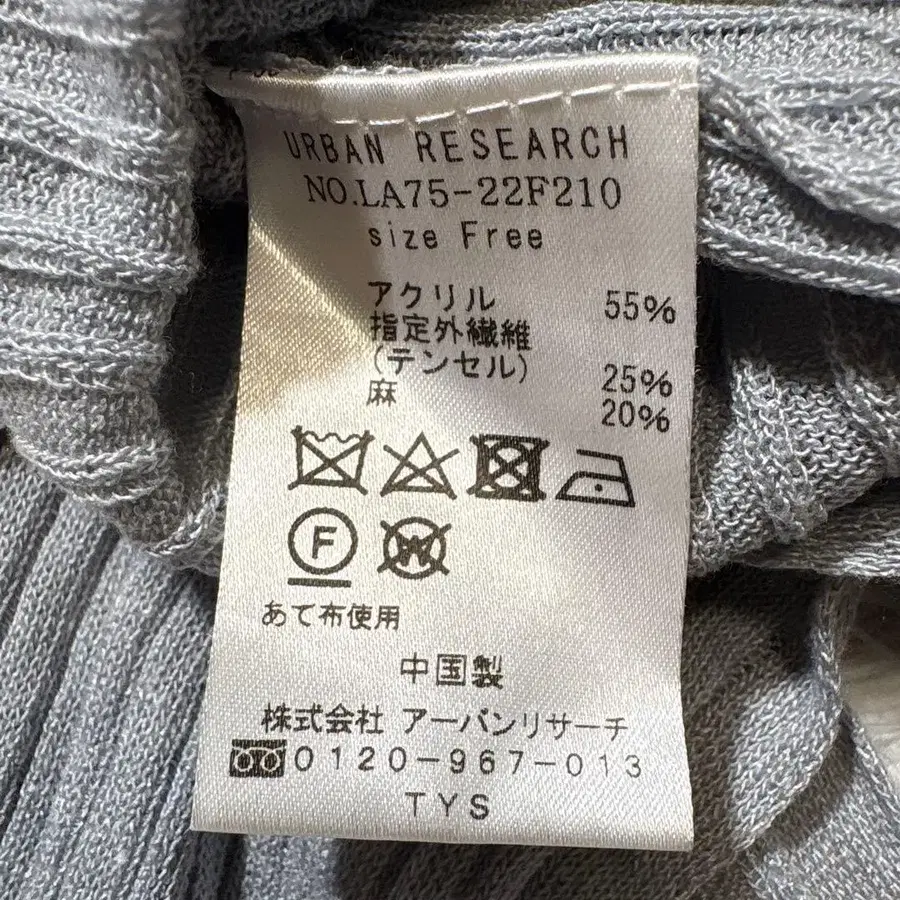 URBAN RESEARCH
NO.LA75-22F210
size Free
アクリル 55%
指定外繊維
(テンセル) 25%
麻 20%
F W
あて布使用
中国製
株式会社 アーバンリサーチ
0120-967-013
TYS